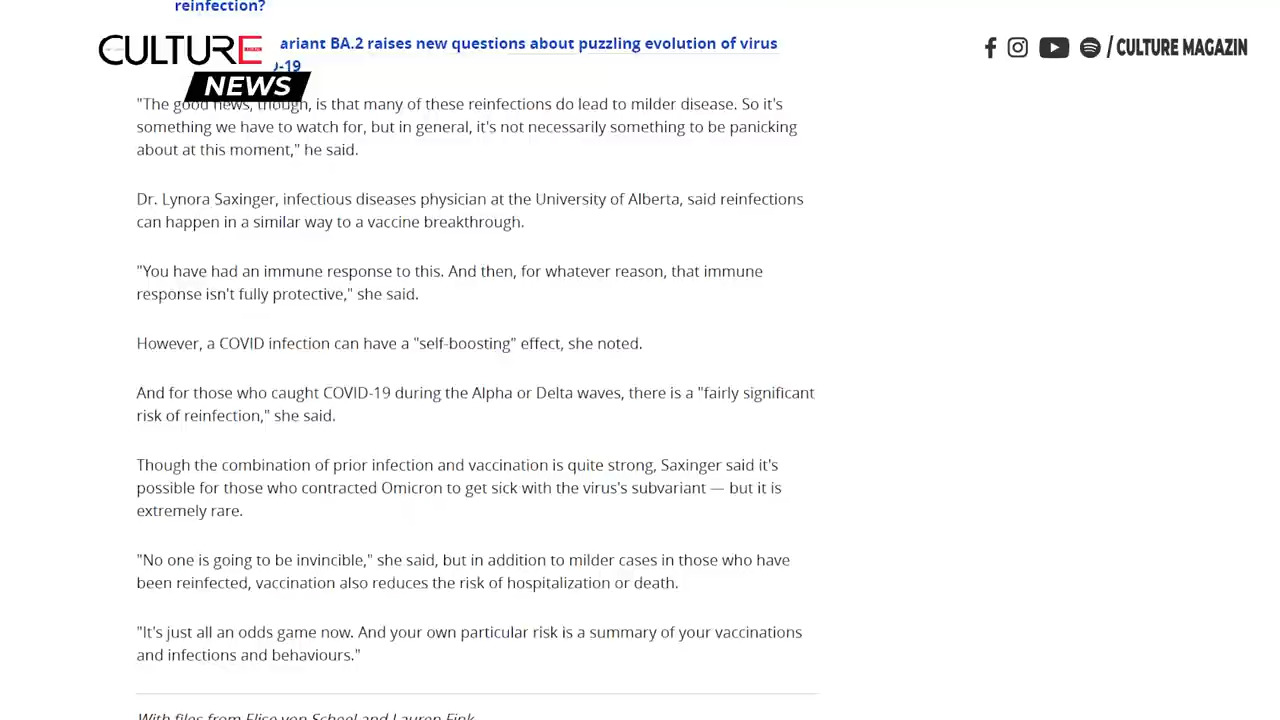 reinfection?
CULTURE
NEWS
ariant BA.2 raises new questions about puzzling evolution of virus
-19
/ CULTURE MAGAZIN
"The good news, though, is that many of these reinfections do lead to milder disease. So it's
something we have to watch for, but in general, it's not necessarily something to be panicking
about at this moment," he said.
Dr. Lynora Saxinger, infectious diseases physician at the University of Alberta, said reinfections
can happen in a similar way to a vaccine breakthrough.
"You have had an immune response to this. And then, for whatever reason, that immune
response isn't fully protective," she said.
However, a COVID infection can have a "self-boosting" effect, she noted.
And for those who caught COVID-19 during the Alpha or Delta waves, there is a "fairly significant
risk of reinfection," she said.
Though the combination of prior infection and vaccination is quite strong, Saxinger said it's
possible for those who contracted Omicron to get sick with the virus's subvariant — but it is
extremely rare.
"No one is going to be invincible," she said, but in addition to milder cases in those who have
been reinfected, vaccination also reduces the risk of hospitalization or death.
"It's just all an odds game now. And your own particular risk is a summary of your vaccinations
and infections and behaviours."
With files from Elise von Scheel and Lauren Fink